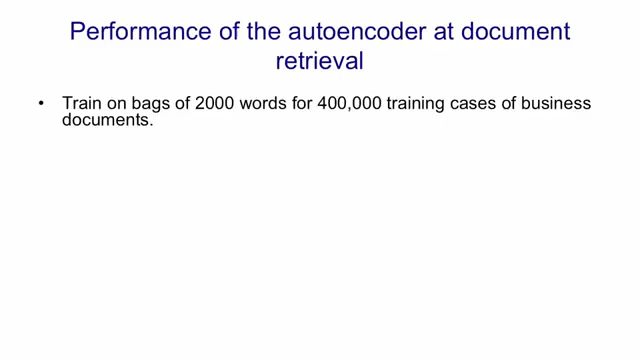 Performance of the autoencoder at document
retrieval
• Train on bags of 2000 words for 400,000 training cases of business
documents.